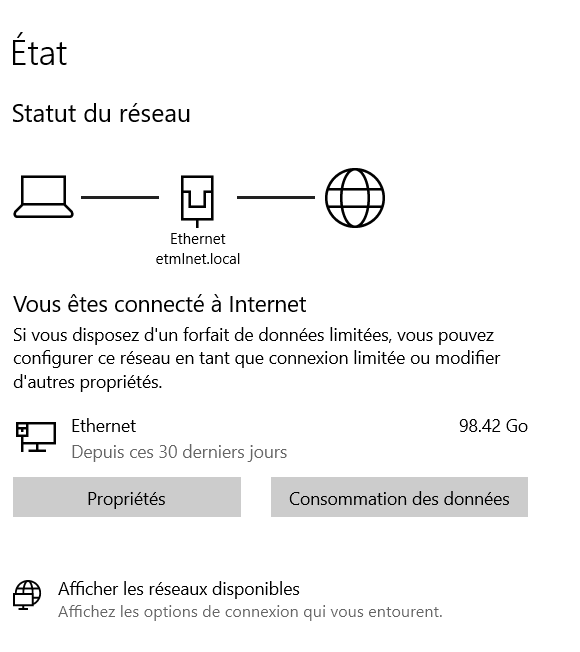 État
Statut du réseau
Ethernet
etmlnet.local
Vous êtes connecté à Internet
Si vous disposez d'un forfait de données limitées, vous pouvez
configurer ce réseau en tant que connexion limitée ou modifier
d'autres propriétés.
Ethernet
98.42 Go
Depuis ces 30 derniers jours
Propriétés
Consommation des données
Afficher les réseaux disponibles
Affichez les options de connexion qui vous entourent.